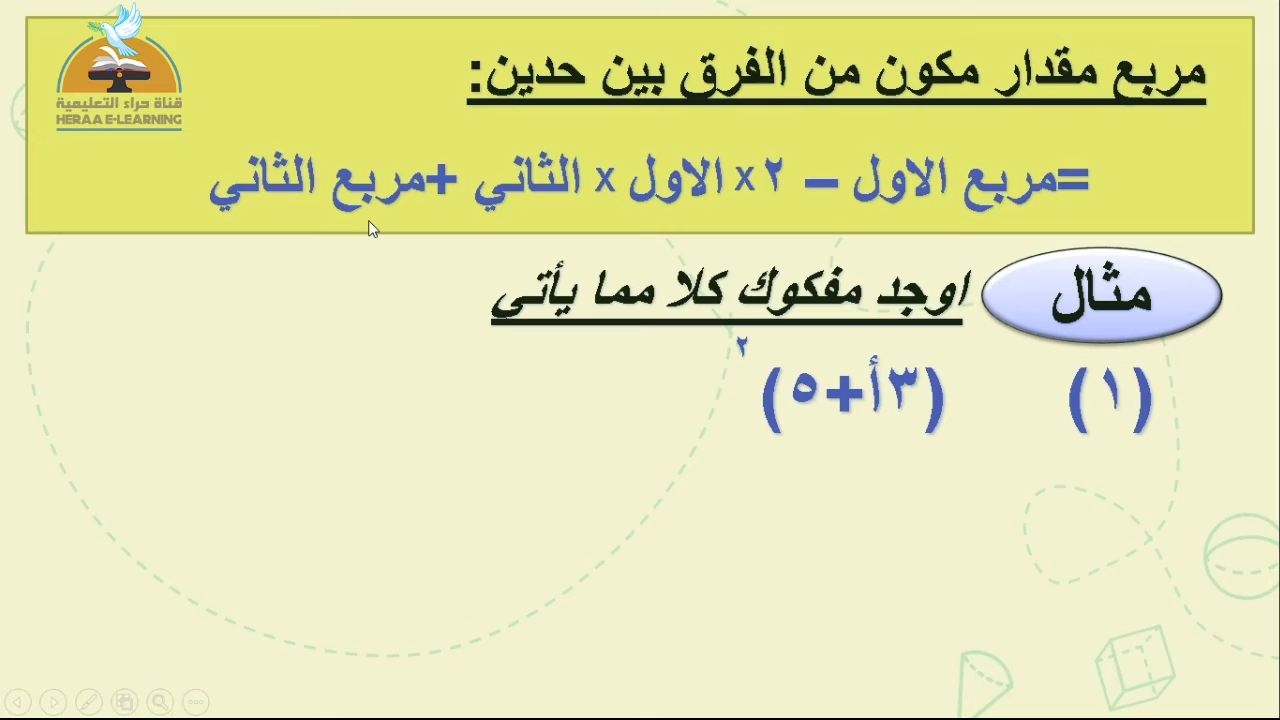 قناة حراء التعليمية
HERAA E-LEARNING
مربع مقدار مكون من الفرق بين حدين:
=مربع الاول – ٢ x الاول x الثاني +مربع الثاني
مثال
اوجد مفكوك كلا مما يأتي
(١) (٣أ+٥)٢